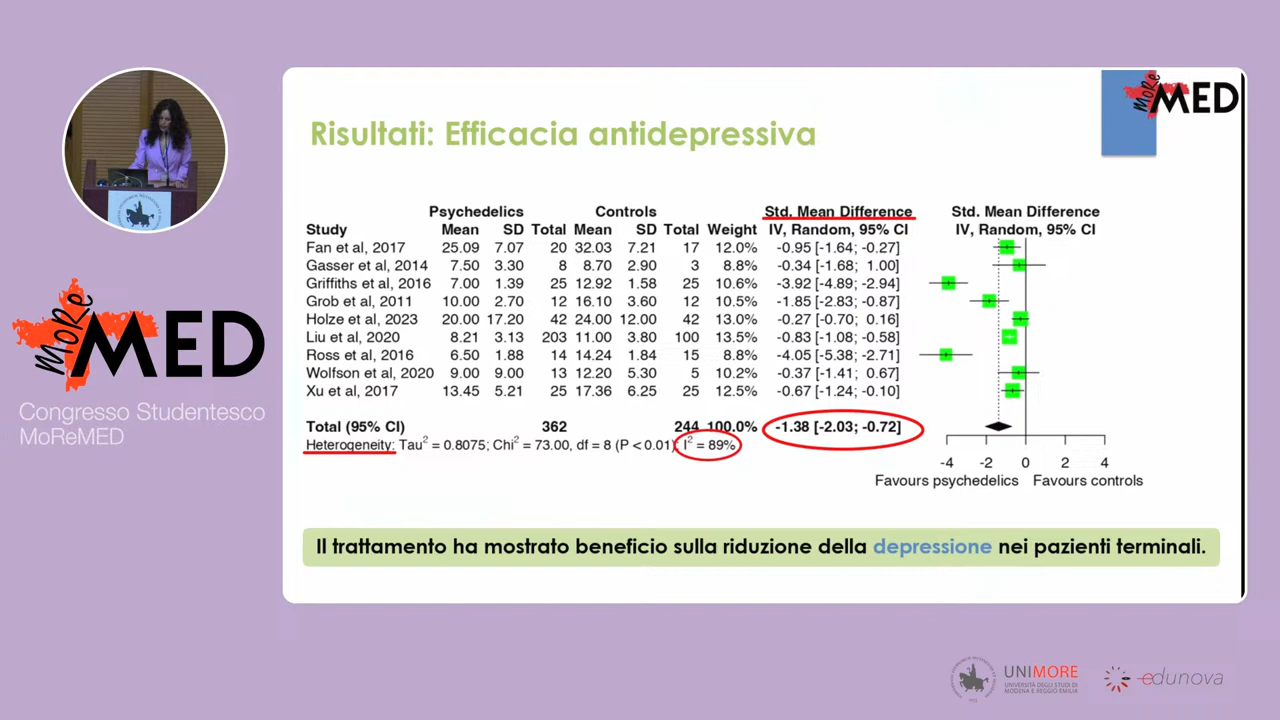 Risultati: Efficacia antidepressiva
MoRe MED
Psychedelics Controls Std. Mean Difference Std. Mean Difference
Study Mean SD Total Mean SD Total Weight IV, Random, 95% CI IV, Random, 95% CI
Fan et al, 2017 25.09 7.07 20 32.03 7.21 17 12.0% -0.95 [-1.64; -0.27]
Gasser et al, 2014 7.50 3.30 8 8.70 2.90 3 8.8% -0.34 [-1.68; 1.00]
Griffiths et al, 2016 7.00 1.39 25 12.92 1.58 25 10.6% -3.92 [-4.89; -2.94]
Grob et al, 2011 10.00 2.70 12 16.10 3.60 12 10.5% -1.85 [-2.83; -0.87]
Holze et al, 2023 20.00 17.20 42 24.00 12.00 42 13.0% -0.27 [-0.70; 0.16]
Liu et al, 2020 8.21 3.13 203 11.00 3.80 100 13.5% -0.83 [-1.08; -0.58]
Ross et al, 2016 6.50 1.88 14 14.24 1.84 15 8.8% -4.05 [-5.38; -2.71]
Wolfson et al, 2020 9.00 9.00 13 12.20 5.30 5 10.2% -0.37 [-1.41; 0.67]
Xu et al, 2017 13.45 5.21 25 17.36 6.25 25 12.5% -0.67 [-1.24; -0.10]
Total (95% CI) 362 244 100.0% -1.38 [-2.03; -0.72]
Heterogeneity: Tau² = 0.8075; Chi² = 73.00, df = 8 (P < 0.01); I² = 89%
-4 -2 0 2 4
Favours psychedelics Favours controls
Il trattamento ha mostrato beneficio sulla riduzione della depressione nei pazienti terminali.
MoRe MED
Congresso Studentesco
MoReMED
UNIMORE
UNIVERSITÀ DEGLI STUDI DI
MODENA E REGGIO EMILIA
edunova